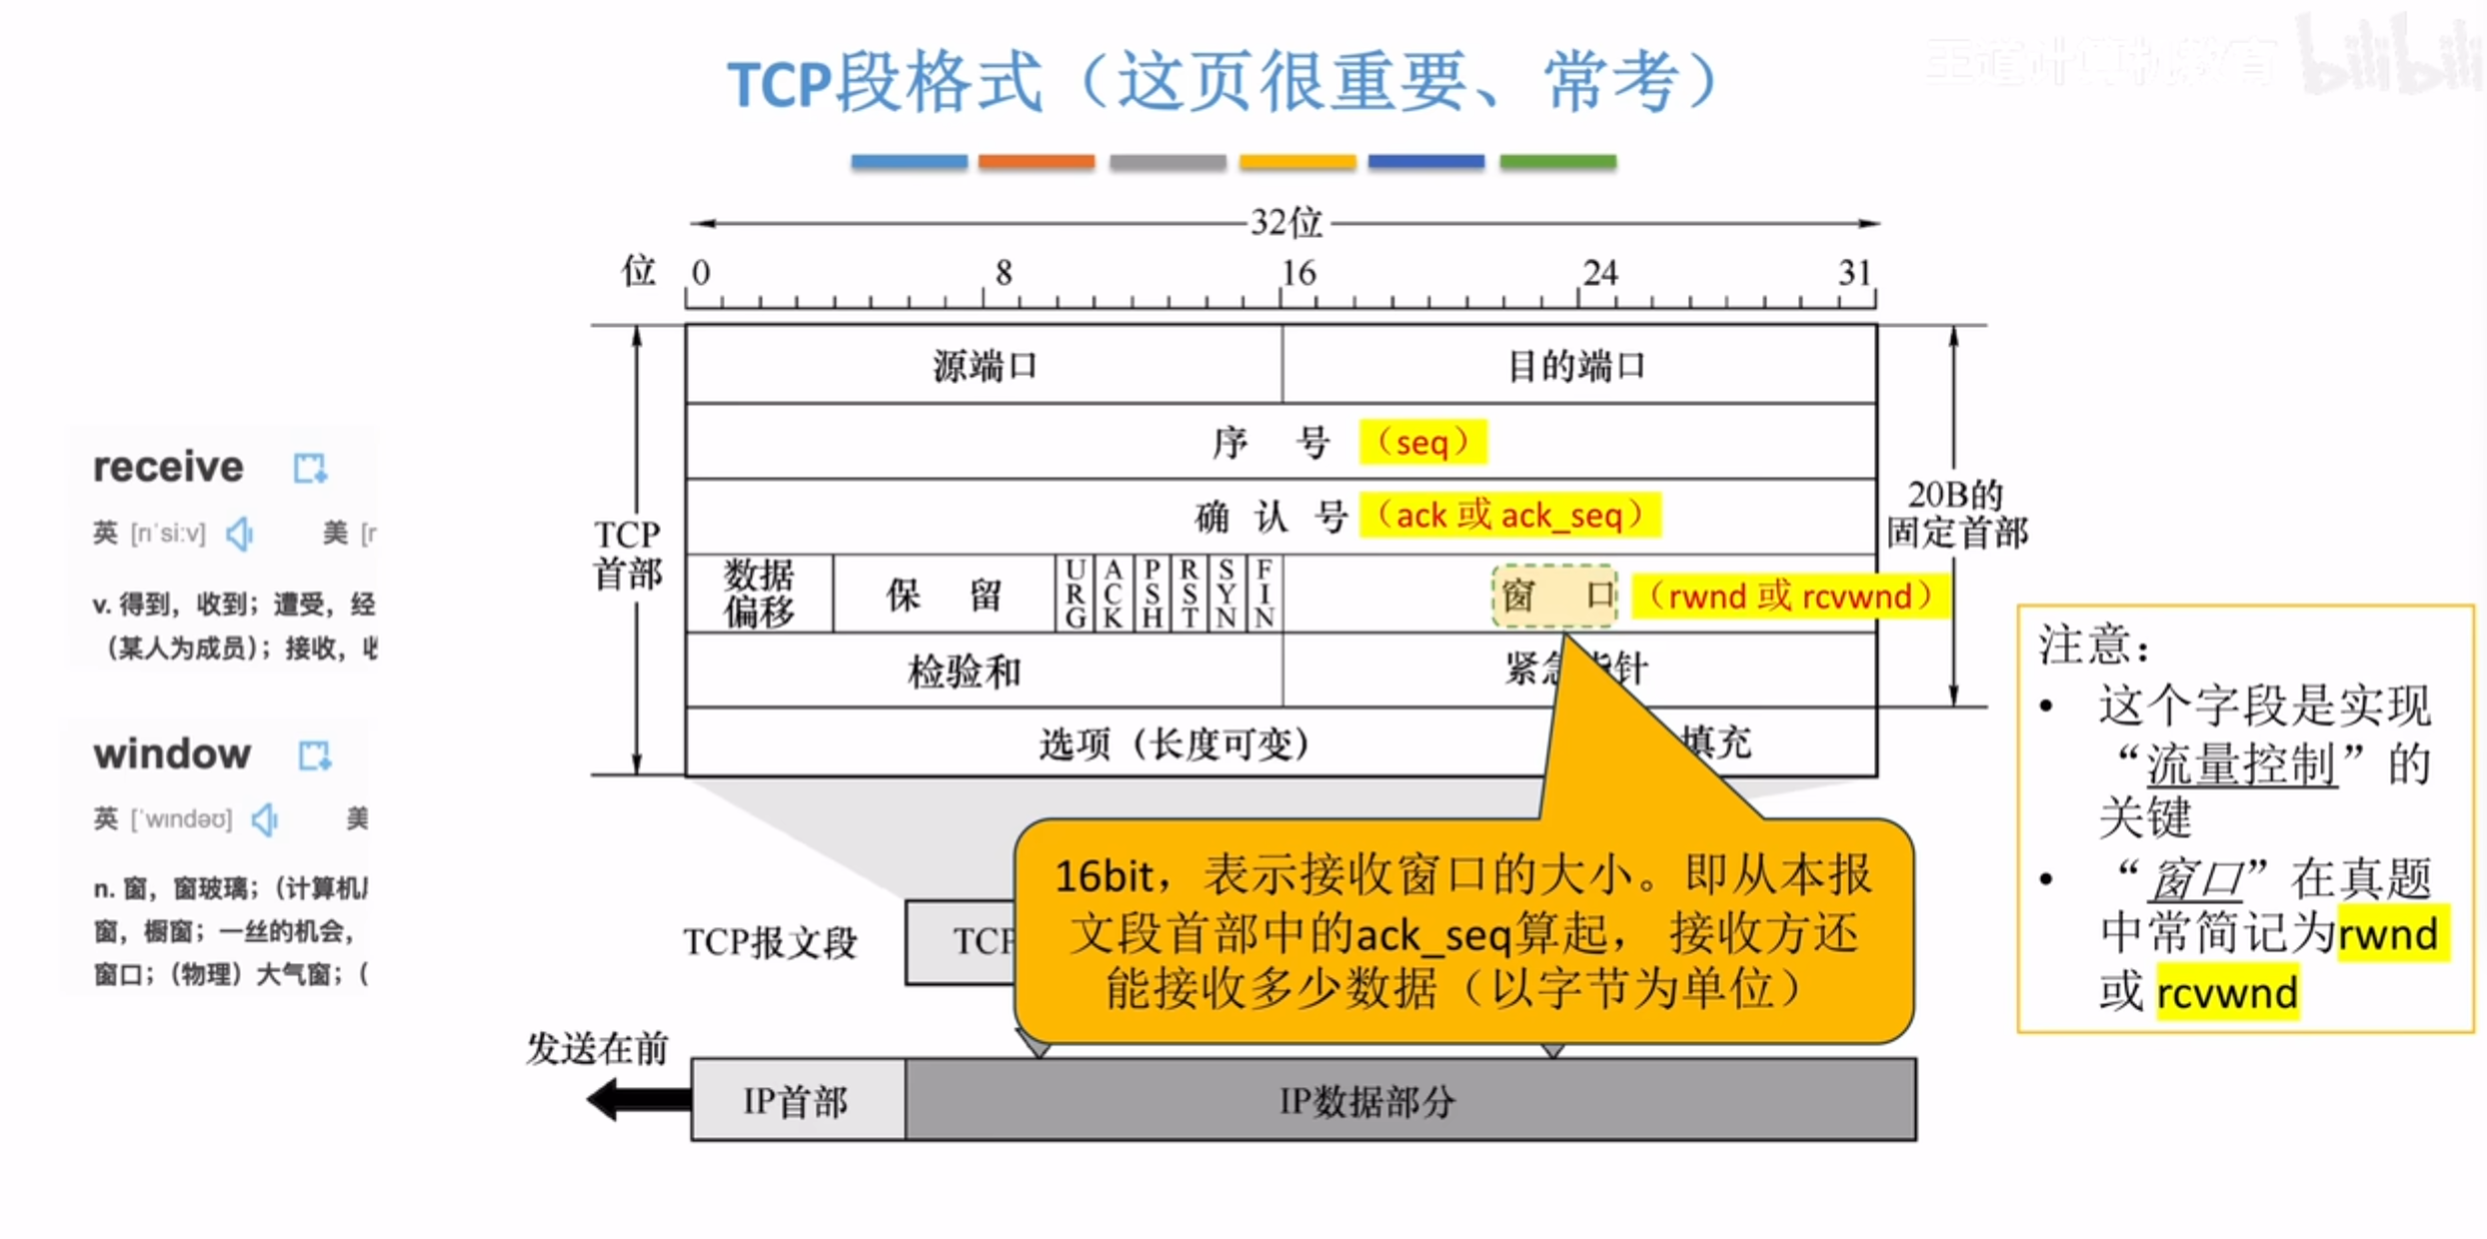 TCP段格式（这页很重要、常考）
王道计算机教育
bilibili
32位
位 0 8 16 24 31
源端口 目的端口
序 号 （seq）
确 认 号 （ack 或 ack_seq）
数据
偏移
保 留
URG ACK PSH RST SYN FIN
窗 口 （rwnd 或 rcvwnd）
检验和 紧急指针
选项（长度可变） 填充
TCP
首部
20B的
固定首部
receive
英 [rɪˈsiːv] 美 [r
v. 得到，收到；遭受，经
（某人为成员）；接收，
window
英 [ˈwɪndəʊ] 美
n. 窗，窗玻璃；（计算机
窗，橱窗；一丝的机会，
窗口；（物理）大气窗；（
16bit，表示接收窗口的大小。即从本报
文段首部中的ack_seq算起， 接收方还
能接收多少数据（以字节为单位）
注意：
• 这个字段是实现
“流量控制”的
关键
• “窗口”在真题
中常简记为rwnd
或 rcvwnd
TCP报文段 TCP
发送在前
IP首部 IP数据部分